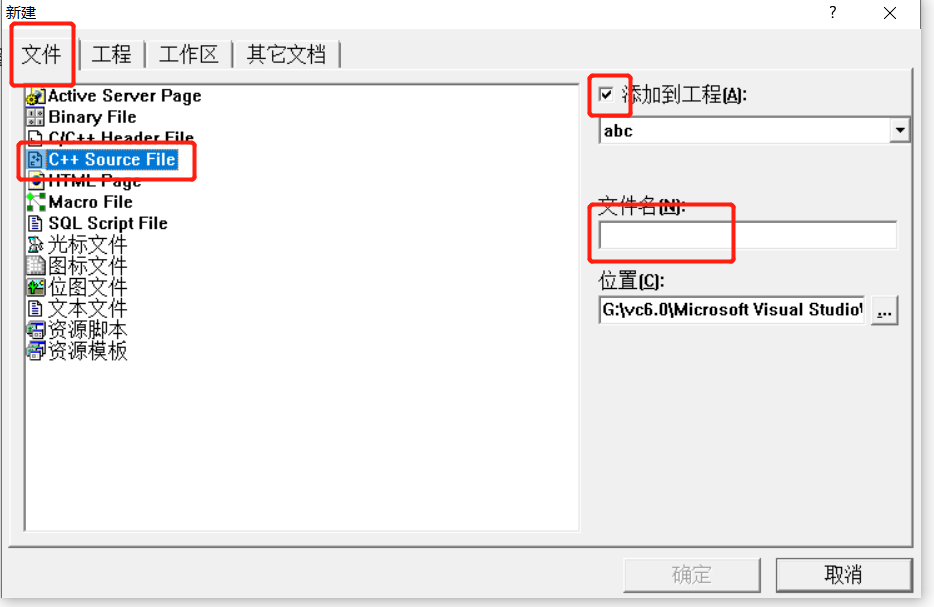 新建
文件 工程 工作区 其它文档
Active Server Page
Binary File
C/C++ Header File
C++ Source File
HTML Page
Macro File
SQL Script File
光标文件
图标文件
位图文件
文本文件
资源脚本
资源模板
添加到工程(A):
abc
文件名(N):
位置(C):
G:\vc6.0\Microsoft Visual Studio\
...
确定 取消